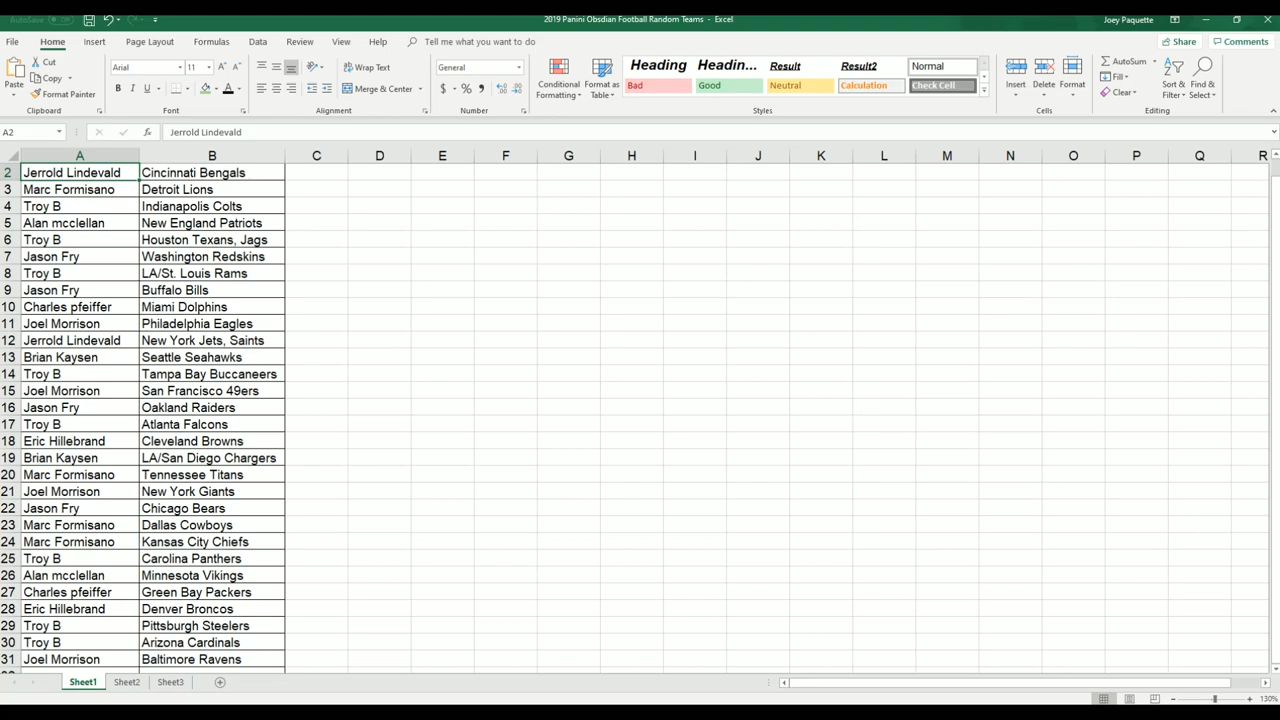 AutoSave Off 2019 Panini Obsdian Football Random Teams - Excel Joey Paquette
File Home Insert Page Layout Formulas Data Review View Help Tell me what you want to do Share Comments
Paste Cut Copy Format Painter Clipboard
Arial 11 B I U A Font
Wrap Text Merge & Center Alignment
General $ % Number
Conditional Formatting Format as Table
Heading Headin... Result Result2 Normal
Bad Good Neutral Calculation Check Cell
Styles
Insert Delete Format Cells
AutoSum Fill Clear Sort & Filter Find & Select Editing
A2 fx Jerrold Lindevald
A B C D E F G H I J K L M N O P Q R
2 Jerrold Lindevald Cincinnati Bengals
3 Marc Formisano Detroit Lions
4 Troy B Indianapolis Colts
5 Alan mcclellan New England Patriots
6 Troy B Houston Texans, Jags
7 Jason Fry Washington Redskins
8 Troy B LA/St. Louis Rams
9 Jason Fry Buffalo Bills
10 Charles pfeiffer Miami Dolphins
11 Joel Morrison Philadelphia Eagles
12 Jerrold Lindevald New York Jets, Saints
13 Brian Kaysen Seattle Seahawks
14 Troy B Tampa Bay Buccaneers
15 Joel Morrison San Francisco 49ers
16 Jason Fry Oakland Raiders
17 Troy B Atlanta Falcons
18 Eric Hillebrand Cleveland Browns
19 Brian Kaysen LA/San Diego Chargers
20 Marc Formisano Tennessee Titans
21 Joel Morrison New York Giants
22 Jason Fry Chicago Bears
23 Marc Formisano Dallas Cowboys
24 Marc Formisano Kansas City Chiefs
25 Troy B Carolina Panthers
26 Alan mcclellan Minnesota Vikings
27 Charles pfeiffer Green Bay Packers
28 Eric Hillebrand Denver Broncos
29 Troy B Pittsburgh Steelers
30 Troy B Arizona Cardinals
31 Joel Morrison Baltimore Ravens
Sheet1 Sheet2 Sheet3
130%